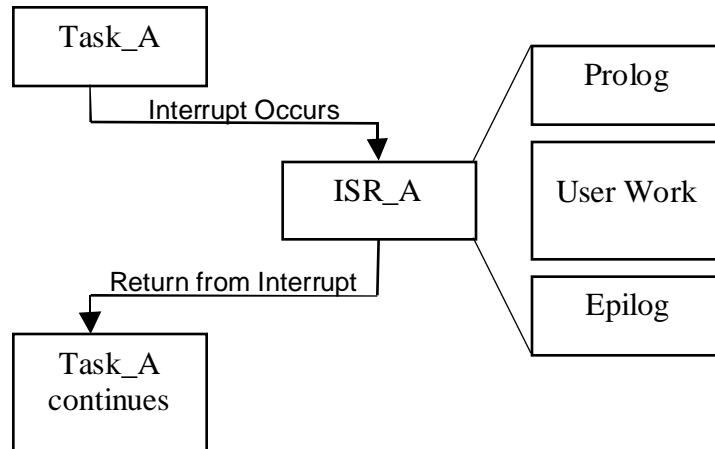 Task_A
Interrupt Occurs
ISR_A
Return from Interrupt
Task_A
continues
Prolog
User Work
Epilog